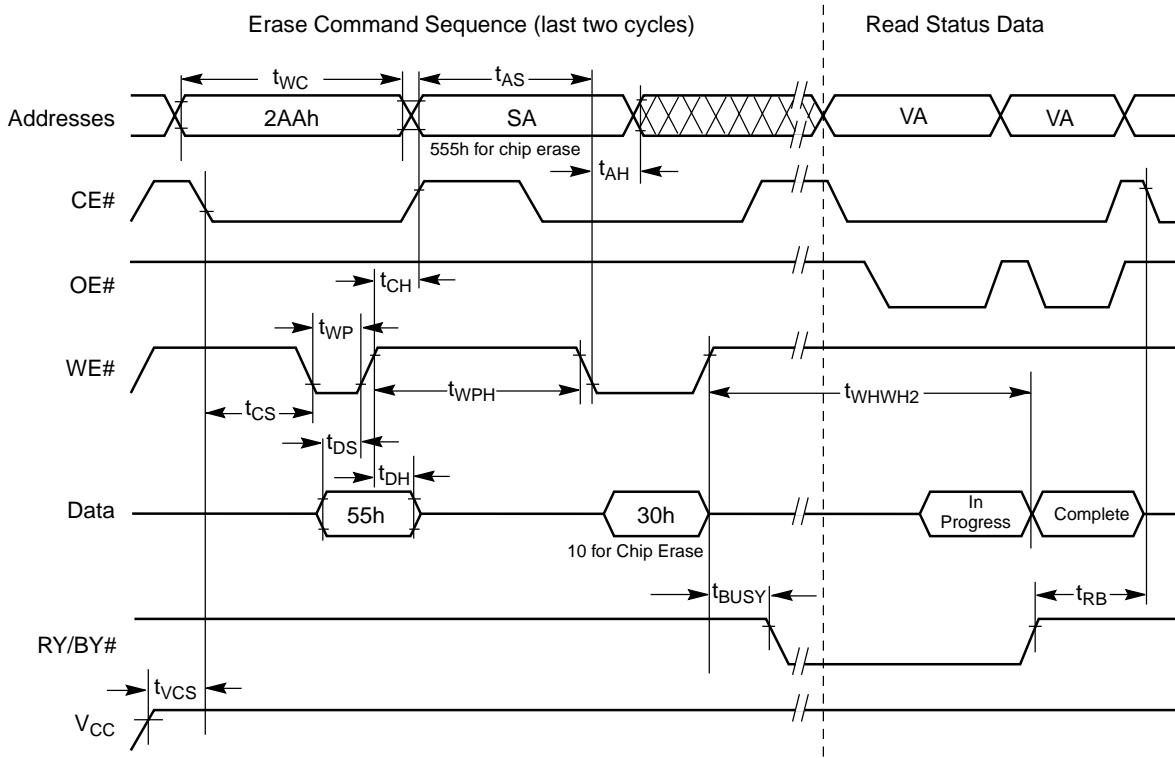 Erase Command Sequence (last two cycles)
Read Status Data
tWC
tAS
Addresses
2AAh
SA
VA
VA
555h for chip erase
tAH
CE#
tCH
OE#
tWP
WE#
tWPH
tWHWH2
tCS
tDS
tDH
Data
55h
30h
In
Progress
Complete
10 for Chip Erase
tBUSY
tRB
RY/BY#
tVCS
VCC